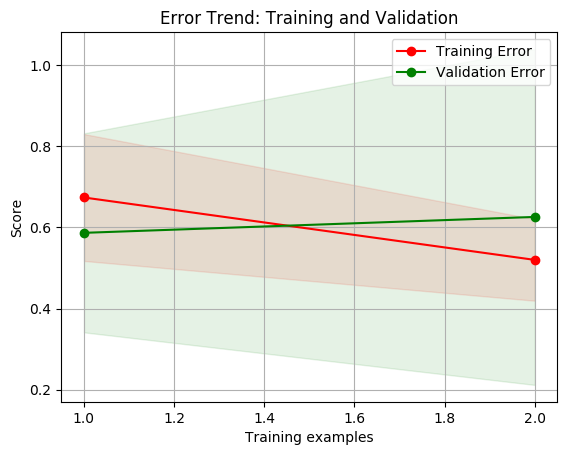 Error Trend: Training and Validation
Training Error
Validation Error
Score
1.0
0.8
0.6
0.4
0.2
1.0 1.2 1.4 1.6 1.8 2.0
Training examples